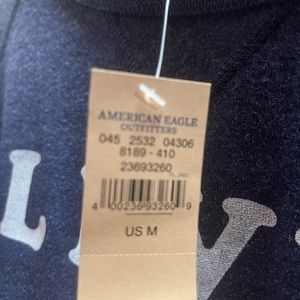 AMERICAN EAGLE
OUTFITTERS
045 2532 04306
8189 - 410
23693260
4 00236 93260 9
US M
L
V